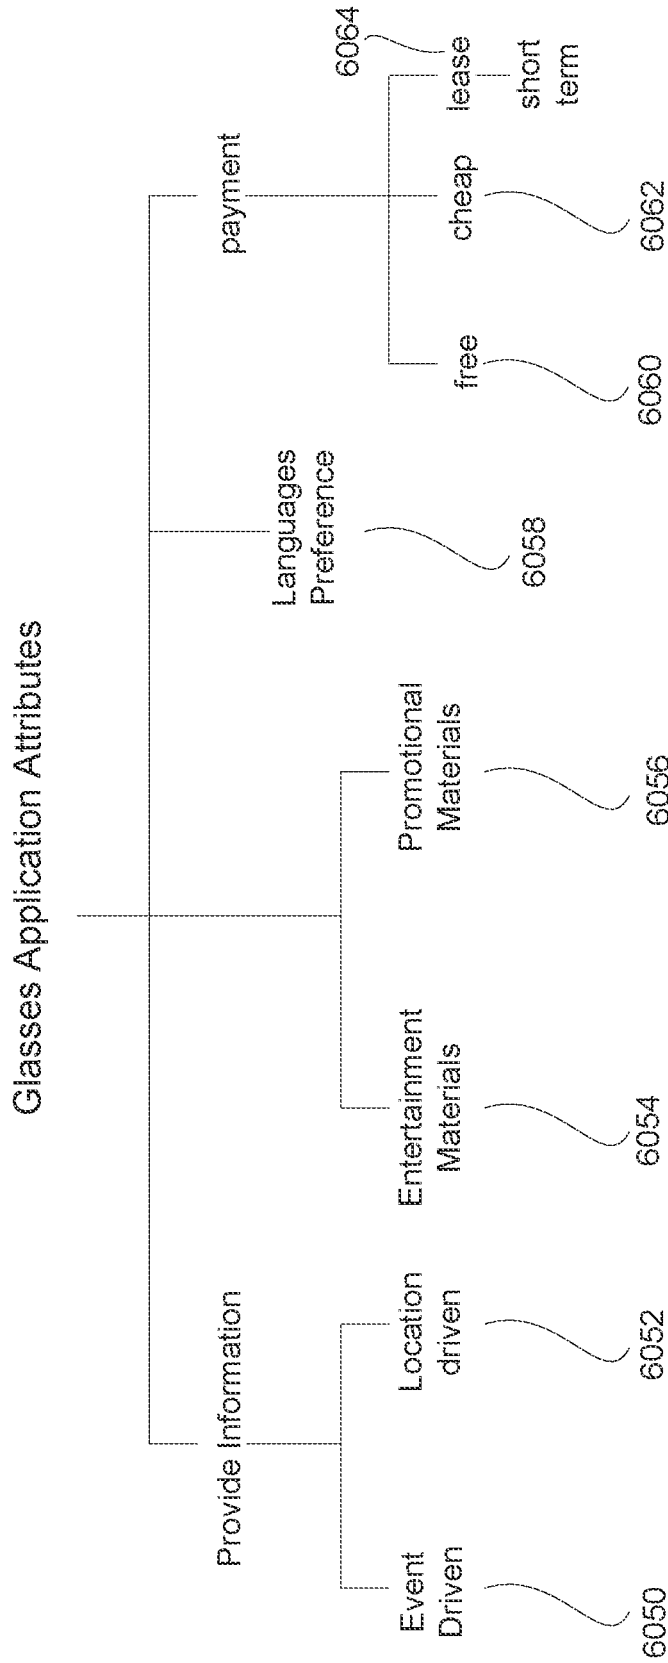 Glasses Application Attributes
Provide Information
payment
Languages
Preference
Event
Driven
Location
driven
Entertainment
Materials
Promotional
Materials
free
cheap
lease
short
term
6050
6052
6054
6056
6058
6060
6062
6064